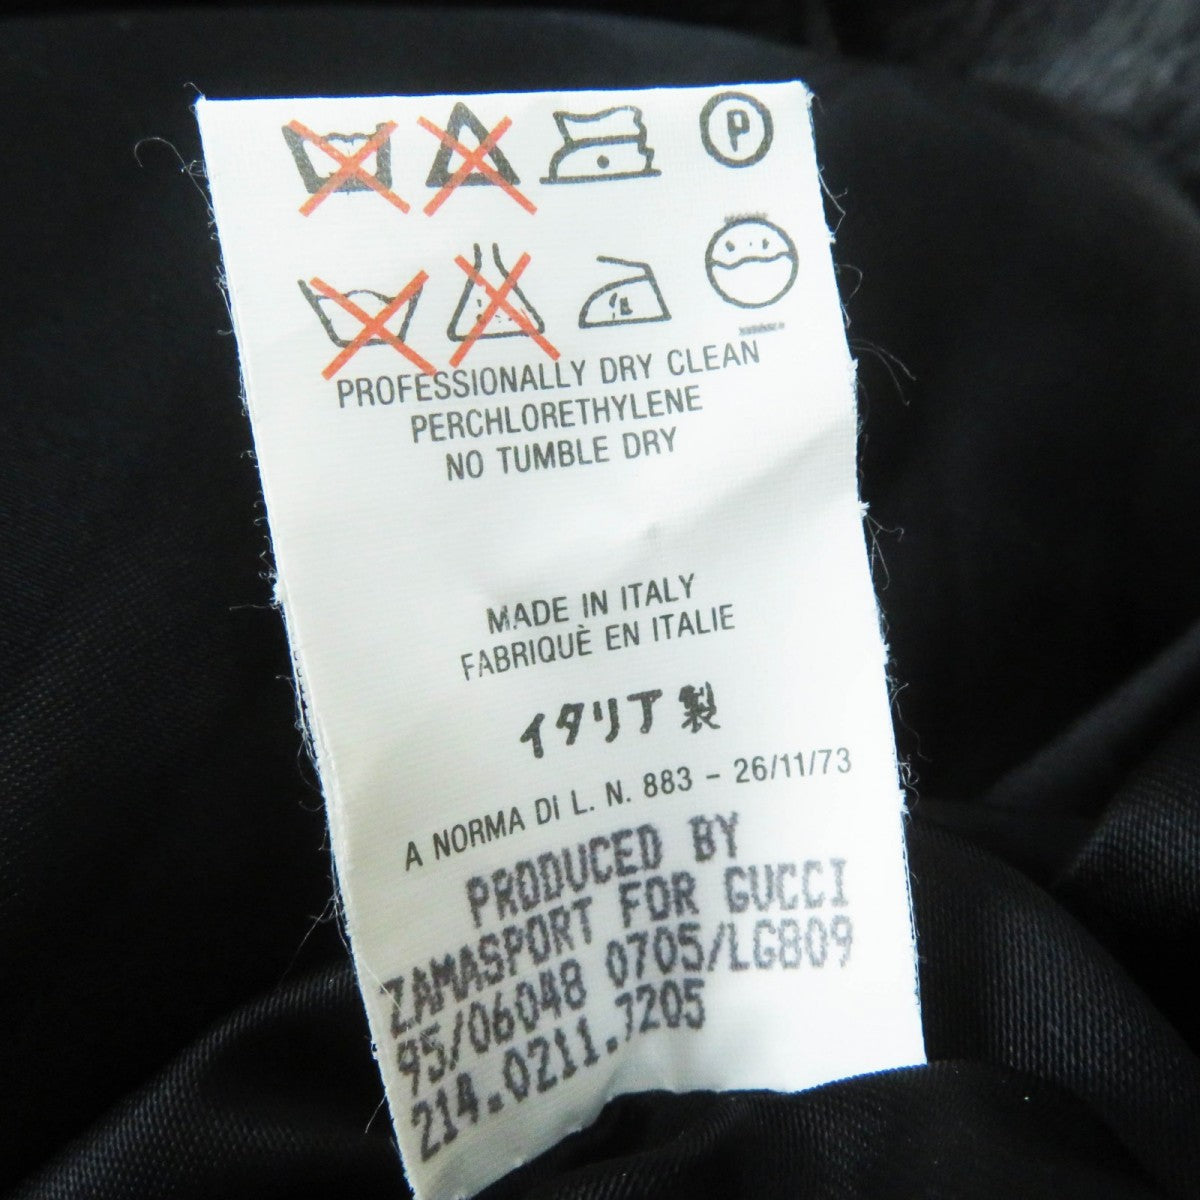 P
PROFESSIONALLY DRY CLEAN
PERCHLORETHYLENE
NO TUMBLE DRY
MADE IN ITALY
FABRIQUÈ EN ITALIE
イタリア製
A NORMA DI L. N. 883 - 26/11/73
PRODUCED BY
ZAMASPORT FOR GUCCI
95/06048 0705/LG809
214.0211.7205